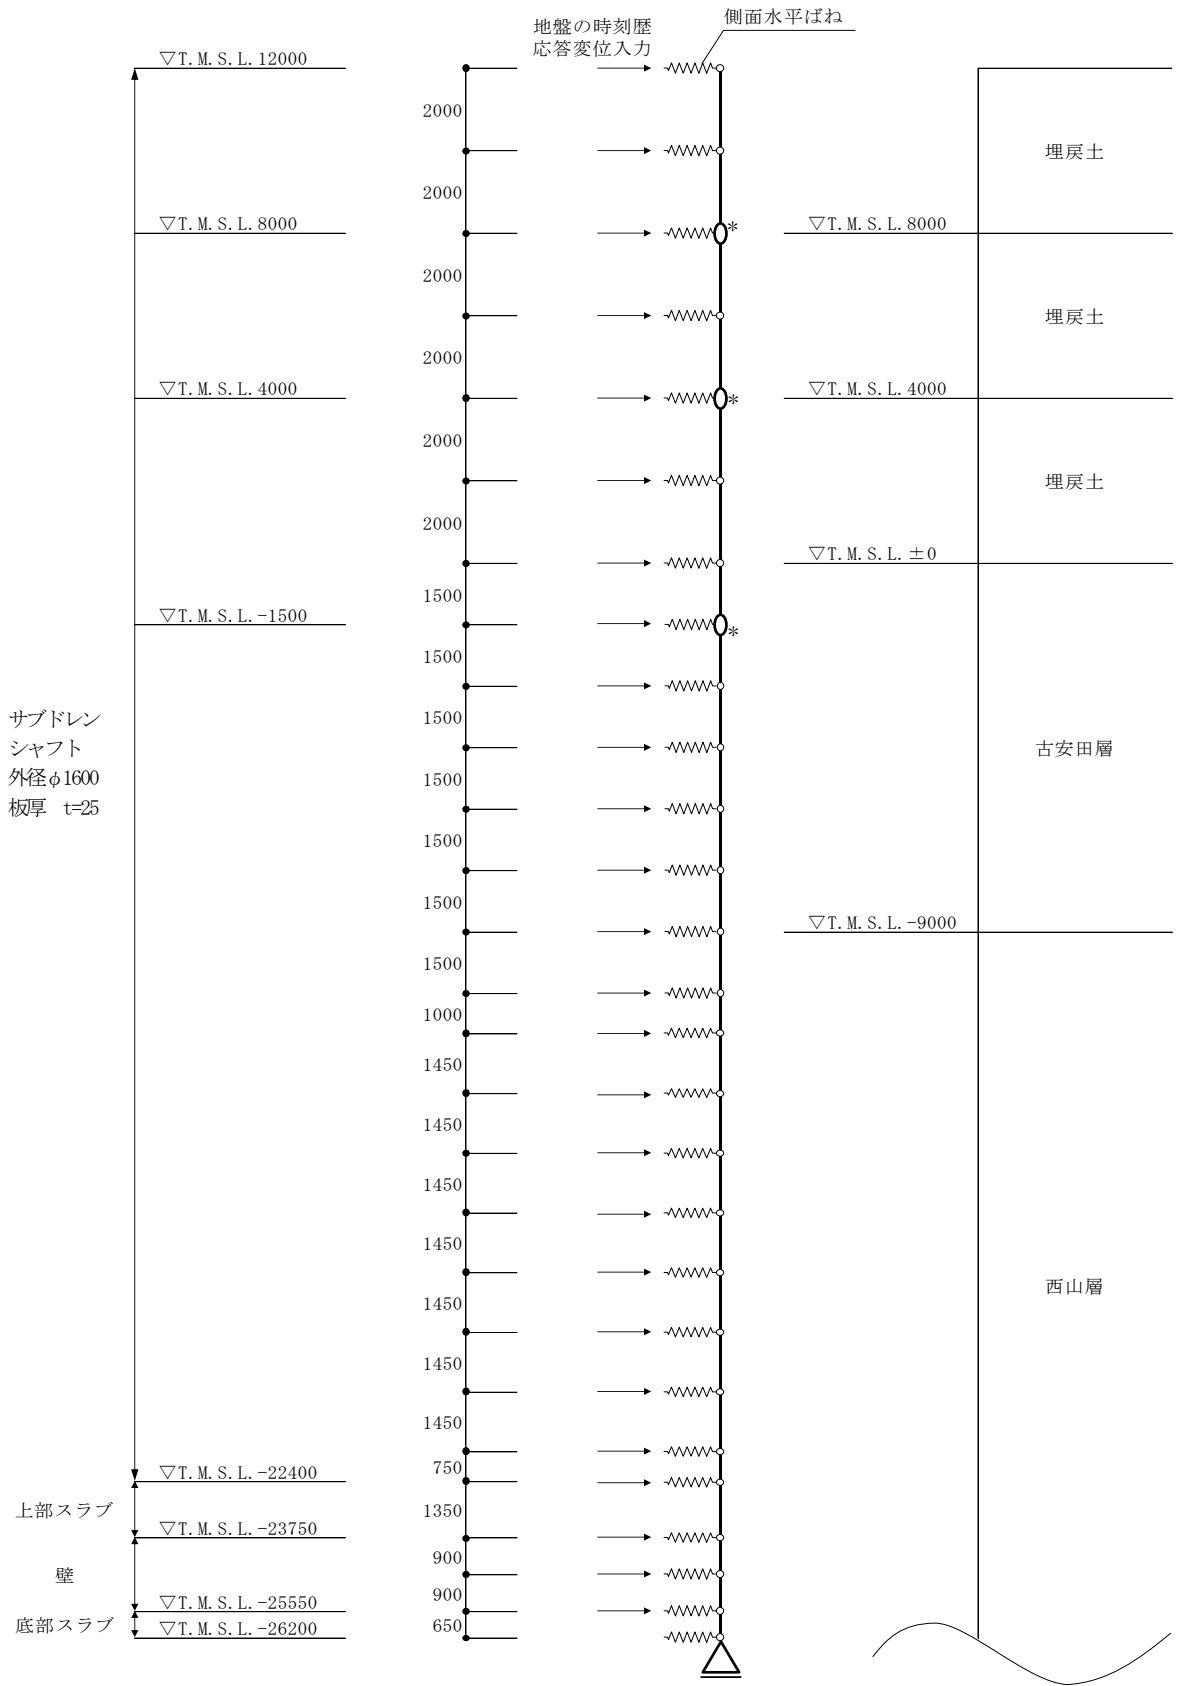 地盤の時刻歴
応答変位入力
側面水平ばね
▽T.M.S.L.12000
2000
埋戻土
2000
▽T.M.S.L.8000
*
▽T.M.S.L.8000
2000
埋戻土
2000
▽T.M.S.L.4000
*
▽T.M.S.L.4000
2000
埋戻土
2000
▽T.M.S.L.±0
1500
▽T.M.S.L.-1500
*
1500
サブドレン
シャフト
外径φ1600
板厚 t=25
1500
古安田層
1500
1500
1500
▽T.M.S.L.-9000
1500
1000
1450
1450
1450
1450
西山層
1450
1450
1450
750
▽T.M.S.L.-22400
上部スラブ
1350
▽T.M.S.L.-23750
900
壁
900
▽T.M.S.L.-25550
底部スラブ
650
▽T.M.S.L.-26200